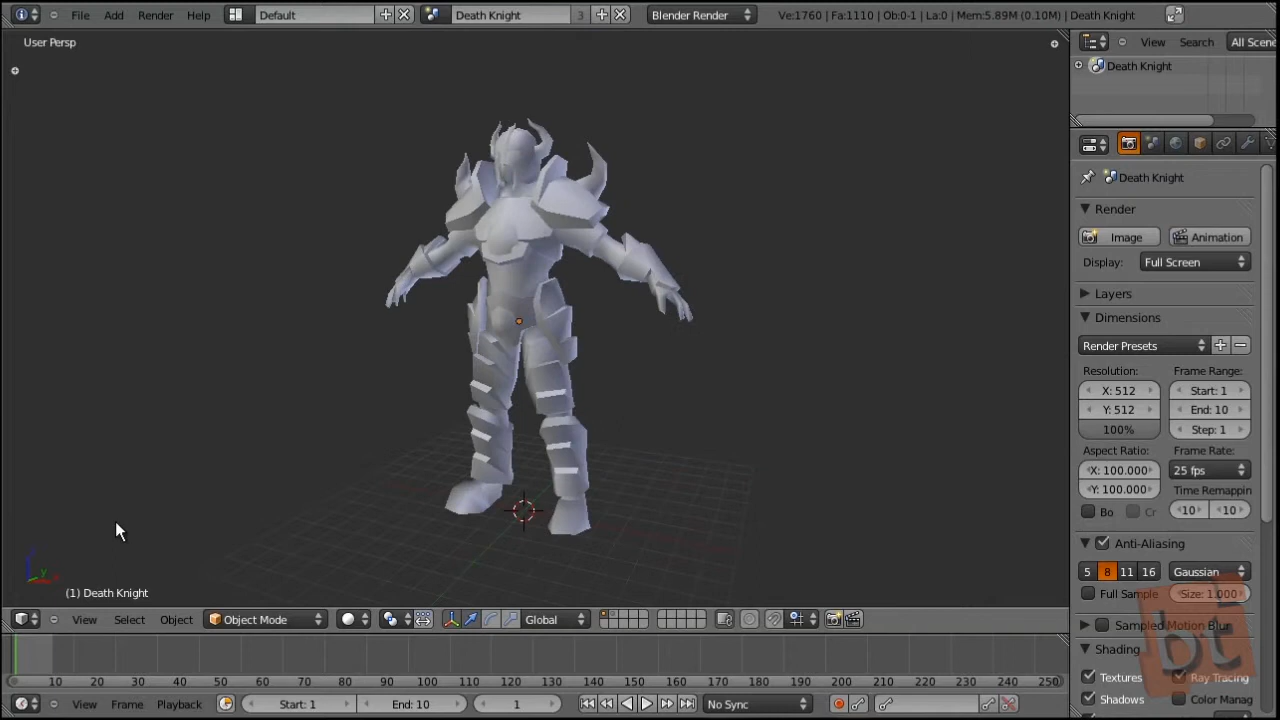 File Add Render Help Default Death Knight 3 Blender Render Ve:1760 | Fa:1110 | Ob:0-1 | La:0 | Mem:5.89M (0.10M) | Death Knight
User Persp
View Search All Scene
Death Knight
Death Knight
Render
Image Animation
Display: Full Screen
Layers
Dimensions
Render Presets
Resolution: Frame Range:
X: 512 Start: 1
Y: 512 End: 10
100% Step: 1
Aspect Ratio: Frame Rate:
X: 100.000 25 fps
Y: 100.000 Time Remappin
Bo Cr 10 10
Anti-Aliasing
5 8 11 16 Gaussian
Full Sample Size: 1.000
Sampled Motion Blur
Shading
Textures Ray Tracing
Shadows Color Manag
z y x
(1) Death Knight
View Select Object Object Mode Global
0 10 20 30 40 50 60 70 80 90 100 110 120 130 140 150 160 170 180 190 200 210 220 230 240 250
View Frame Playback Start: 1 End: 10 1 No Sync
bt